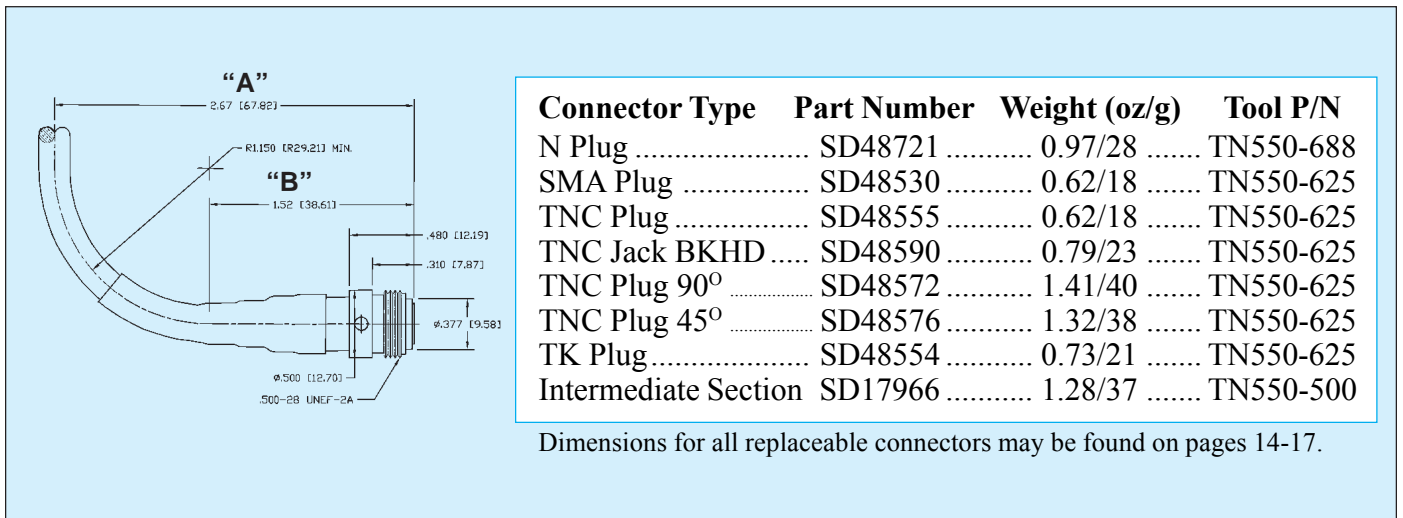 “A”
2.67 [67.82]
R1.150 [R29.21] MIN.
“B”
1.52 [38.61]
.480 [12.19]
.310 [7.87]
ø.377 [9.58]
ø.500 [12.70]
.500-28 UNEF-2A
Connector Type Part Number Weight (oz/g) Tool P/N
N Plug ...................... SD48721 ........... 0.97/28 ....... TN550-688
SMA Plug ................ SD48530 ........... 0.62/18 ....... TN550-625
TNC Plug ................. SD48555 ........... 0.62/18 ....... TN550-625
TNC Jack BKHD ..... SD48590 ........... 0.79/23 ....... TN550-625
TNC Plug 90ᴼ .................... SD48572 ........... 1.41/40 ....... TN550-625
TNC Plug 45ᴼ .................... SD48576 ........... 1.32/38 ....... TN550-625
TK Plug.................... SD48554 ........... 0.73/21 ....... TN550-625
Intermediate Section SD17966 ........... 1.28/37 ....... TN550-500
Dimensions for all replaceable connectors may be found on pages 14-17.